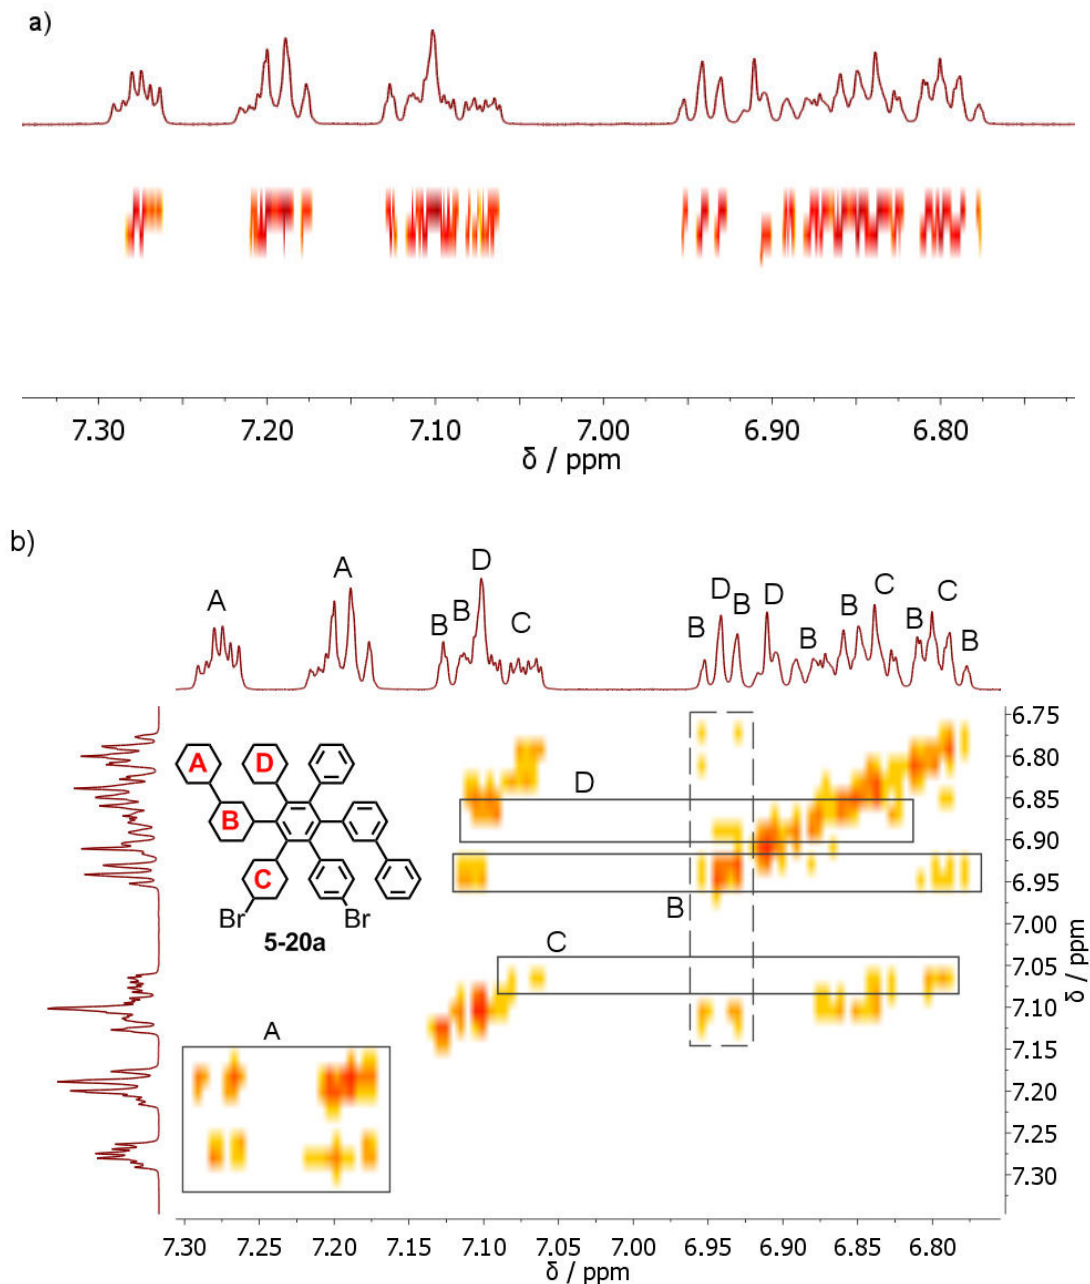 a)
7.30 7.20 7.10 7.00 6.90 6.80
δ / ppm
b)
A A B B D C B D B D B B C B C B
6.75
6.80
6.85
6.90
6.95
7.00
7.05
7.10
7.15
7.20
7.25
7.30
δ / ppm
D
B
C
A
A D
B
C
Br Br
5-20a
7.30 7.25 7.20 7.15 7.10 7.05 7.00 6.95 6.90 6.85 6.80
δ / ppm